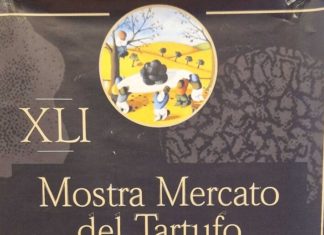 XLI
Mostra Mercato
del Tartufo